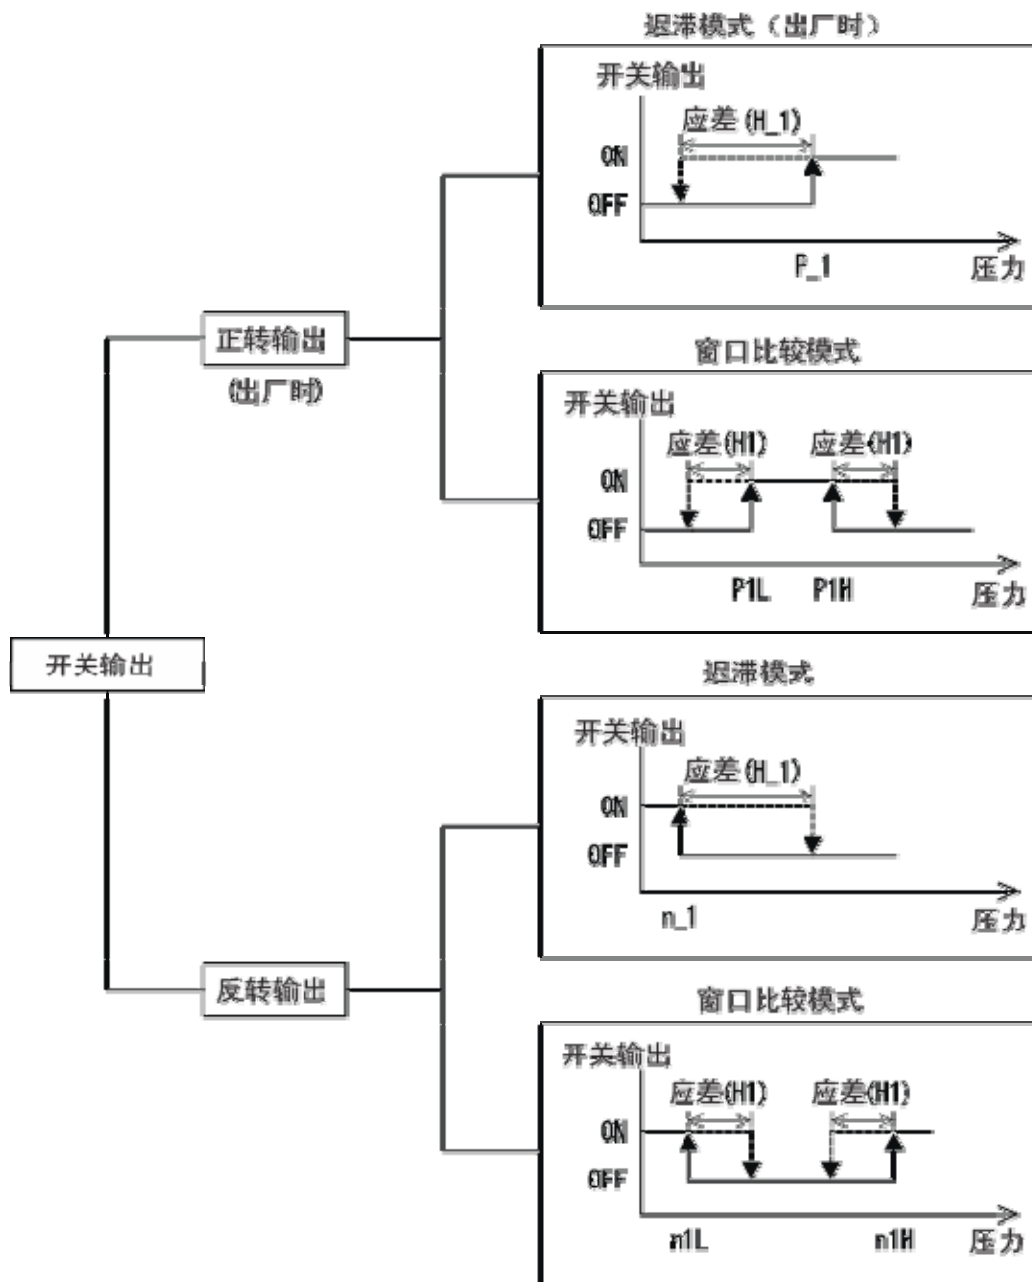 迟滞模式（出厂时）
开关输出
应差(H_1)
ON
OFF
P_1
压力
正转输出
(出厂时)
窗口比较模式
开关输出
应差(H1) 应差(H1)
ON
OFF
P1L P1H
压力
开关输出
迟滞模式
开关输出
应差(H_1)
ON
OFF
n_1
压力
反转输出
窗口比较模式
开关输出
应差(H1) 应差(H1)
ON
OFF
n1L n1H
压力